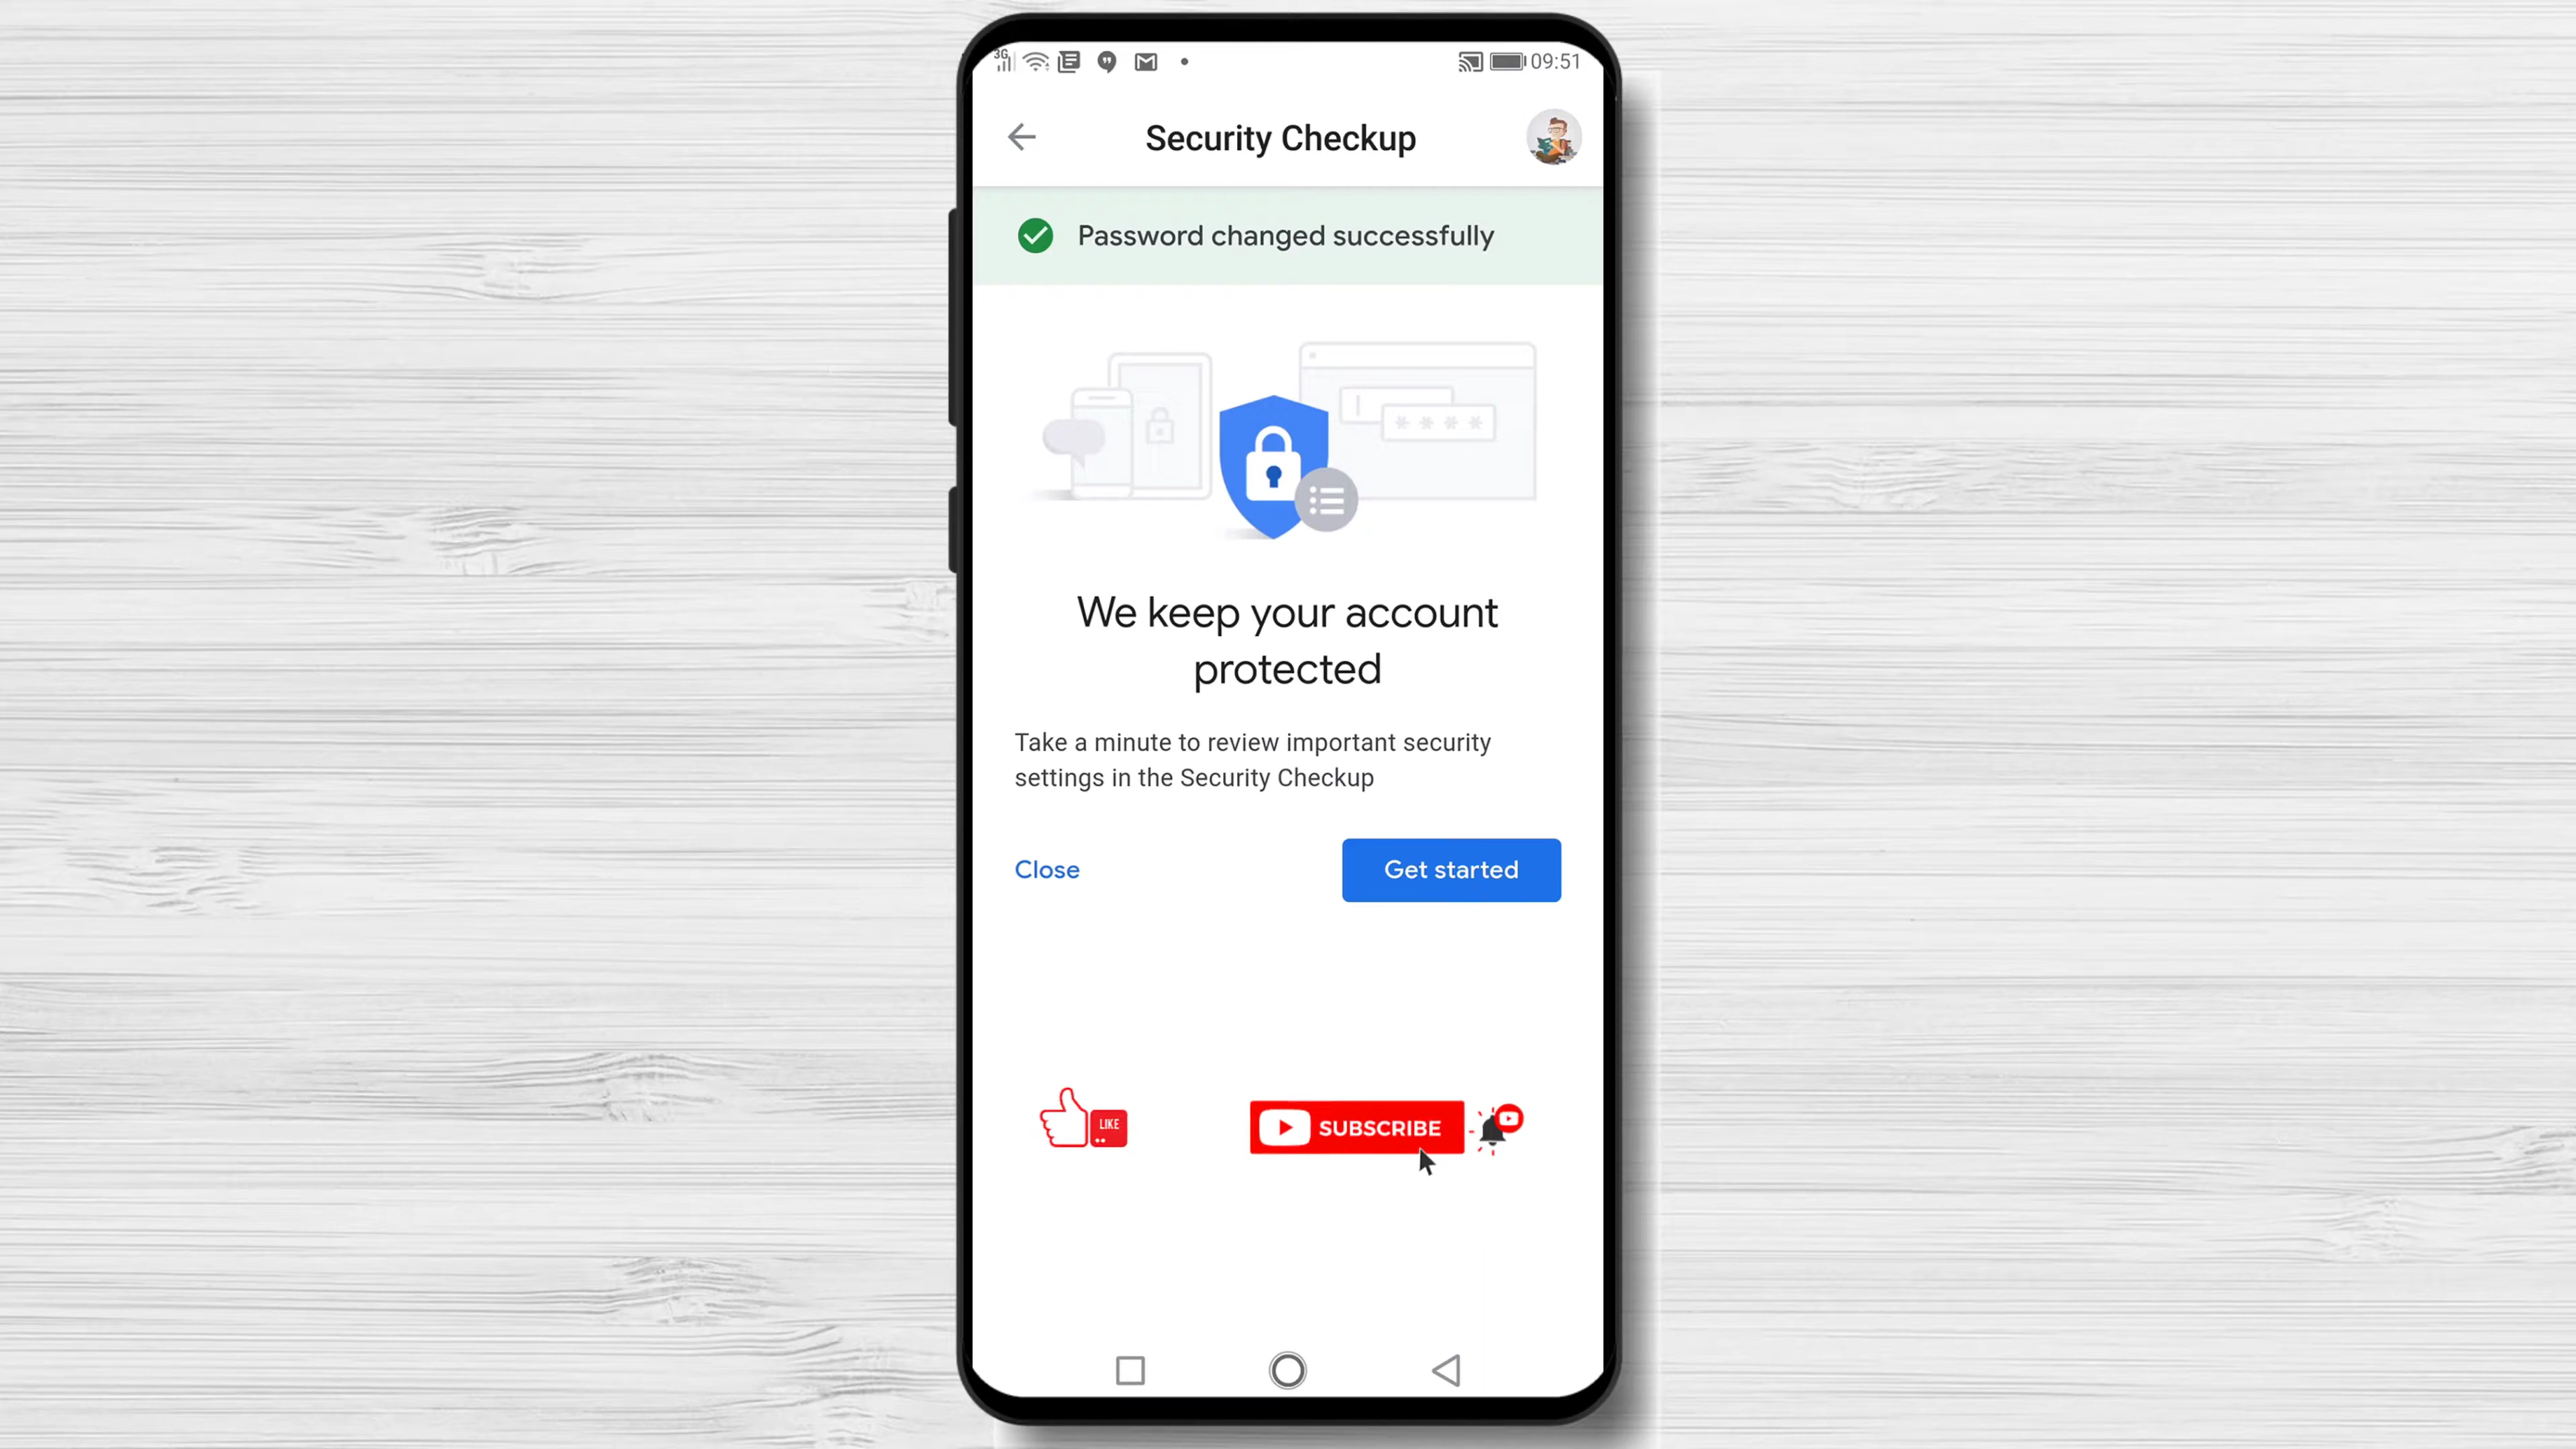 3G 09:51
Security Checkup
Password changed successfully
* * * *
We keep your account
protected
Take a minute to review important security
settings in the Security Checkup
Close Get started
LIKE SUBSCRIBE